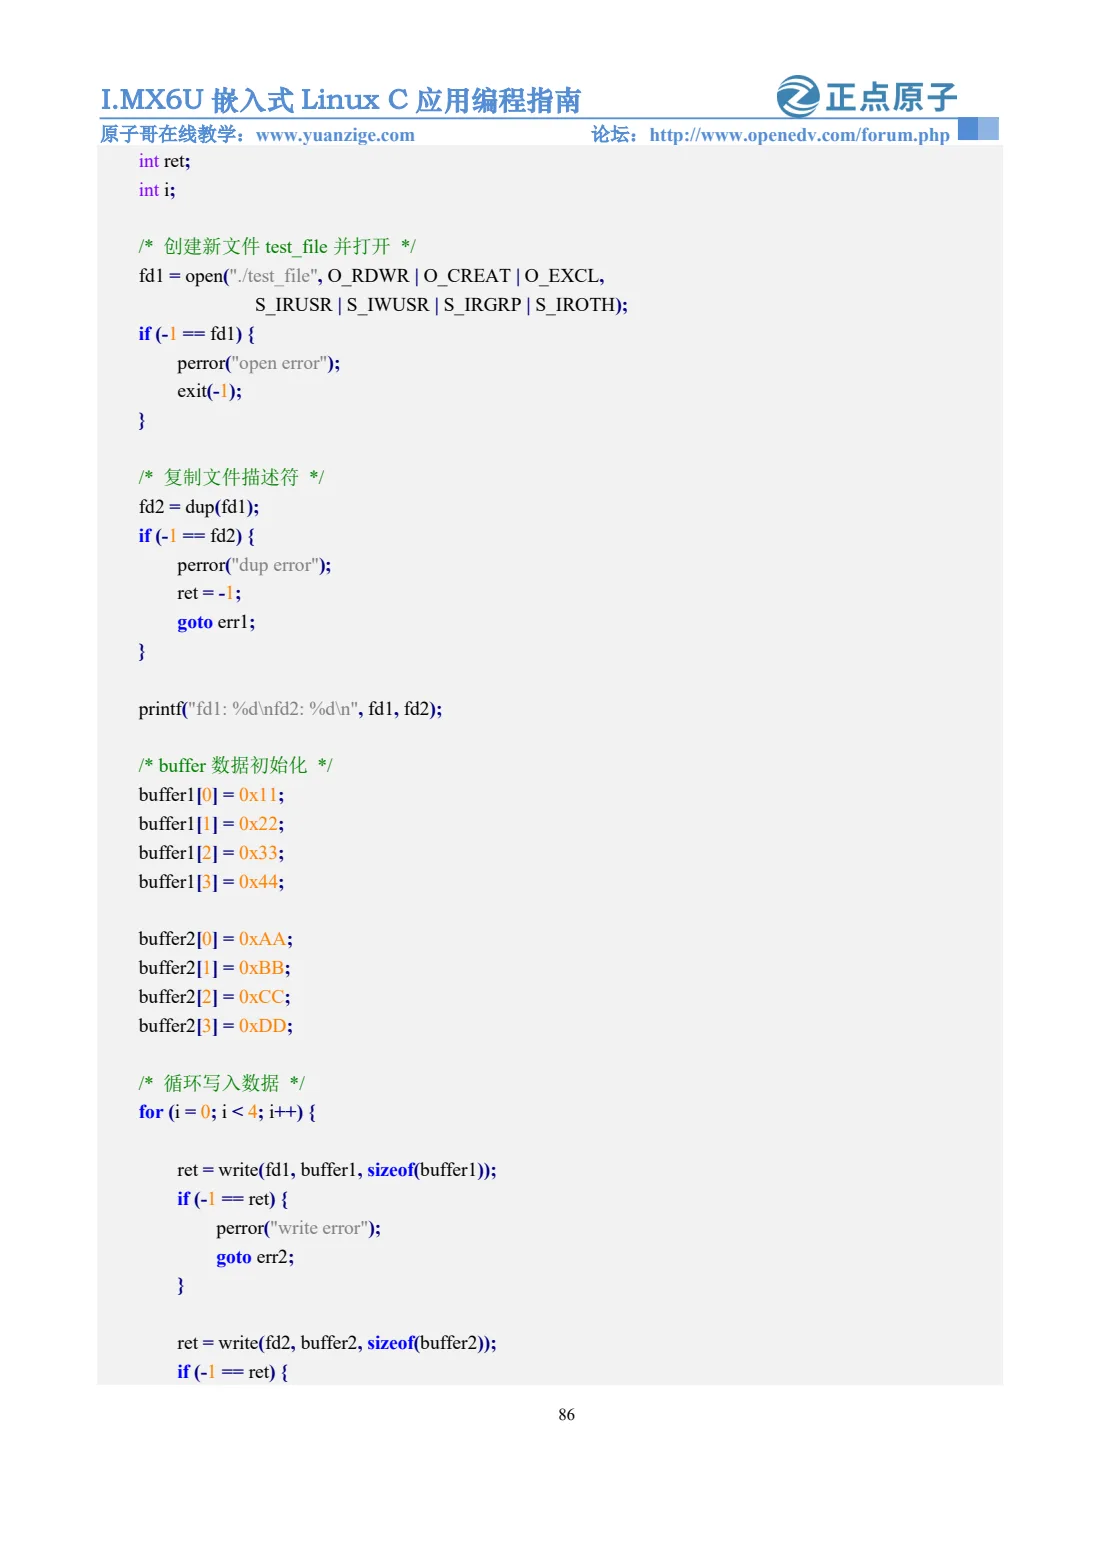 I.MX6U 嵌入式 Linux C 应用编程指南
正点原子
原子哥在线教学：www.yuanzige.com 论坛：http://www.openedv.com/forum.php
int ret;
int i;
/* 创建新文件 test_file 并打开 */
fd1 = open("./test_file", O_RDWR | O_CREAT | O_EXCL,
S_IRUSR | S_IWUSR | S_IRGRP | S_IROTH);
if (-1 == fd1) {
perror("open error");
exit(-1);
}
/* 复制文件描述符 */
fd2 = dup(fd1);
if (-1 == fd2) {
perror("dup error");
ret = -1;
goto err1;
}
printf("fd1: %d\nfd2: %d\n", fd1, fd2);
/* buffer 数据初始化 */
buffer1[0] = 0x11;
buffer1[1] = 0x22;
buffer1[2] = 0x33;
buffer1[3] = 0x44;
buffer2[0] = 0xAA;
buffer2[1] = 0xBB;
buffer2[2] = 0xCC;
buffer2[3] = 0xDD;
/* 循环写入数据 */
for (i = 0; i < 4; i++) {
ret = write(fd1, buffer1, sizeof(buffer1));
if (-1 == ret) {
perror("write error");
goto err2;
}
ret = write(fd2, buffer2, sizeof(buffer2));
if (-1 == ret) {
86